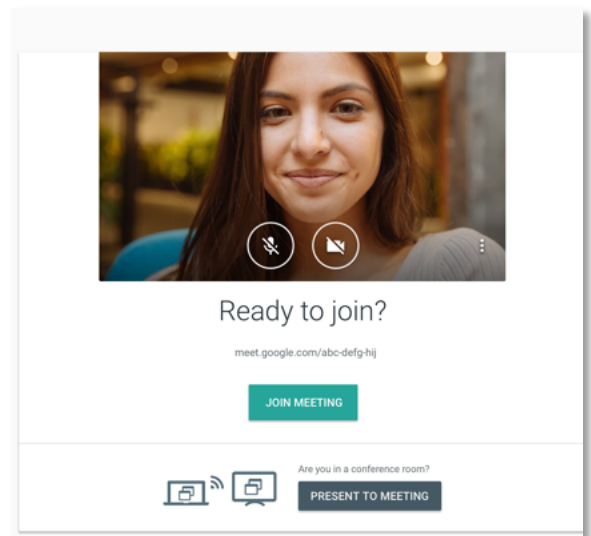 Ready to join?
meet.google.com/abc-defg-hij
JOIN MEETING
Are you in a conference room?
PRESENT TO MEETING